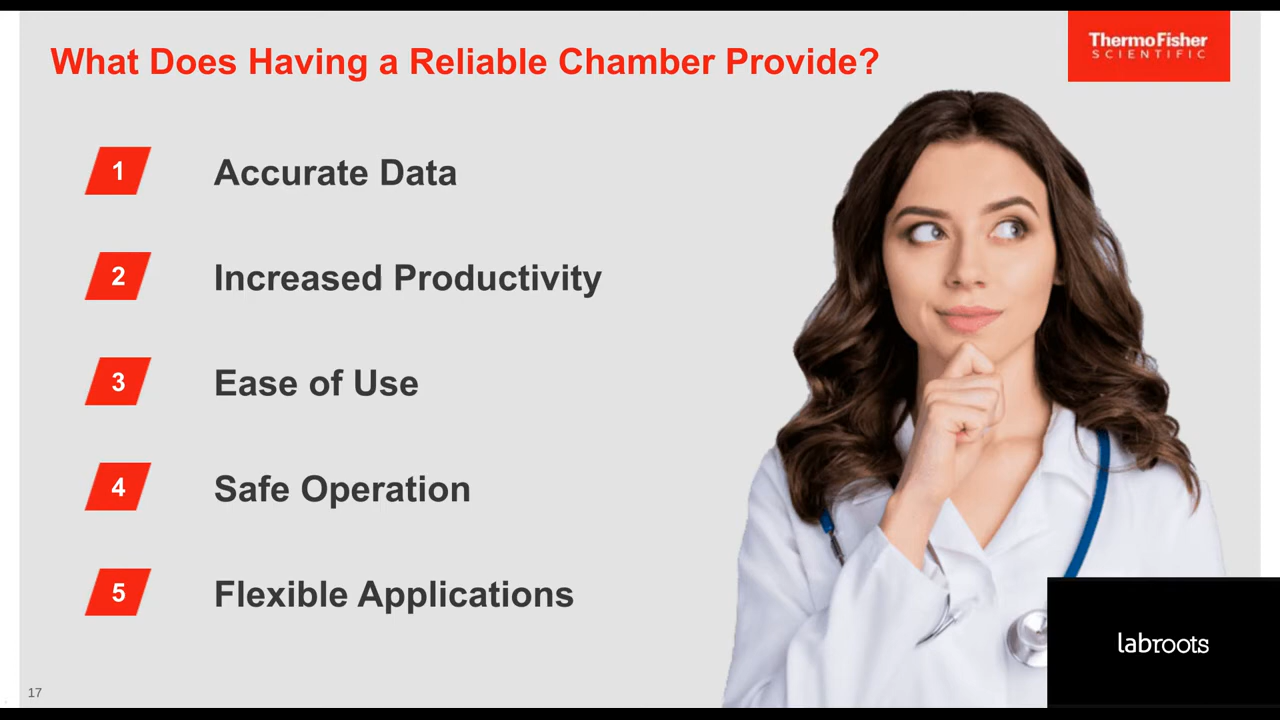 What Does Having a Reliable Chamber Provide?
ThermoFisher
SCIENTIFIC
1 Accurate Data
2 Increased Productivity
3 Ease of Use
4 Safe Operation
5 Flexible Applications
17
labroots